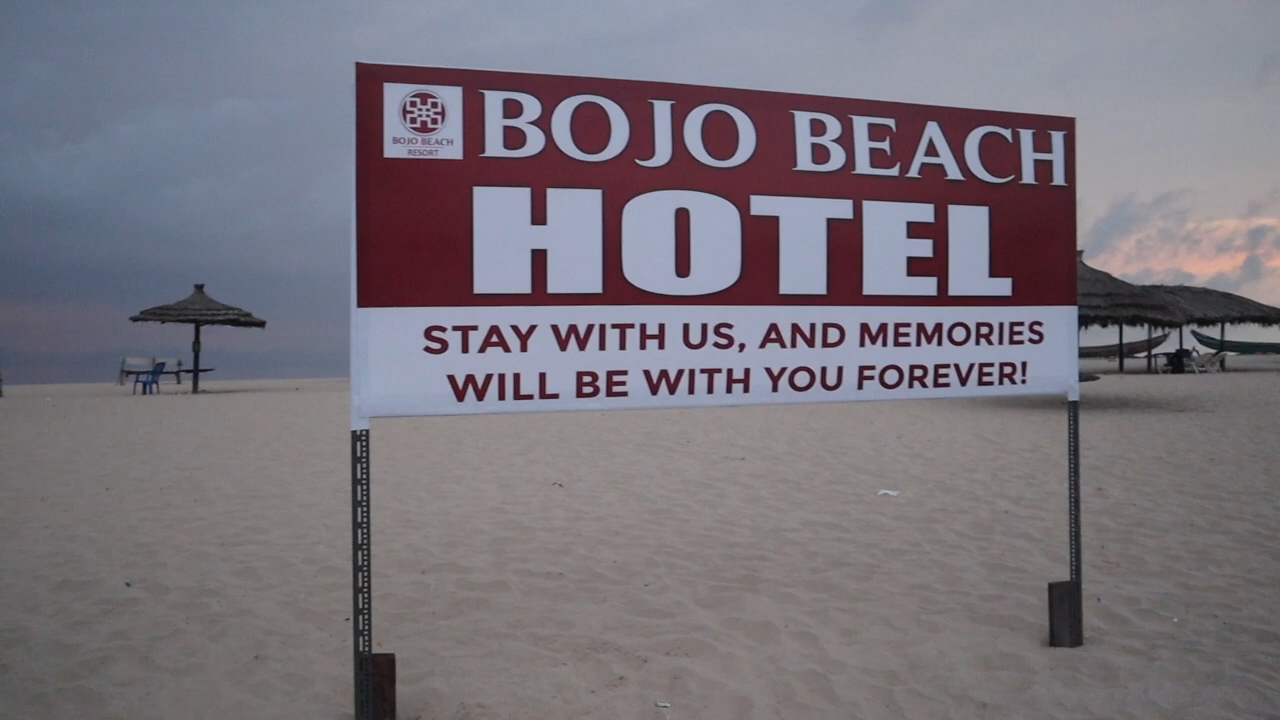 BOJO BEACH
RESORT
BOJO BEACH
HOTEL
STAY WITH US, AND MEMORIES
WILL BE WITH YOU FOREVER!